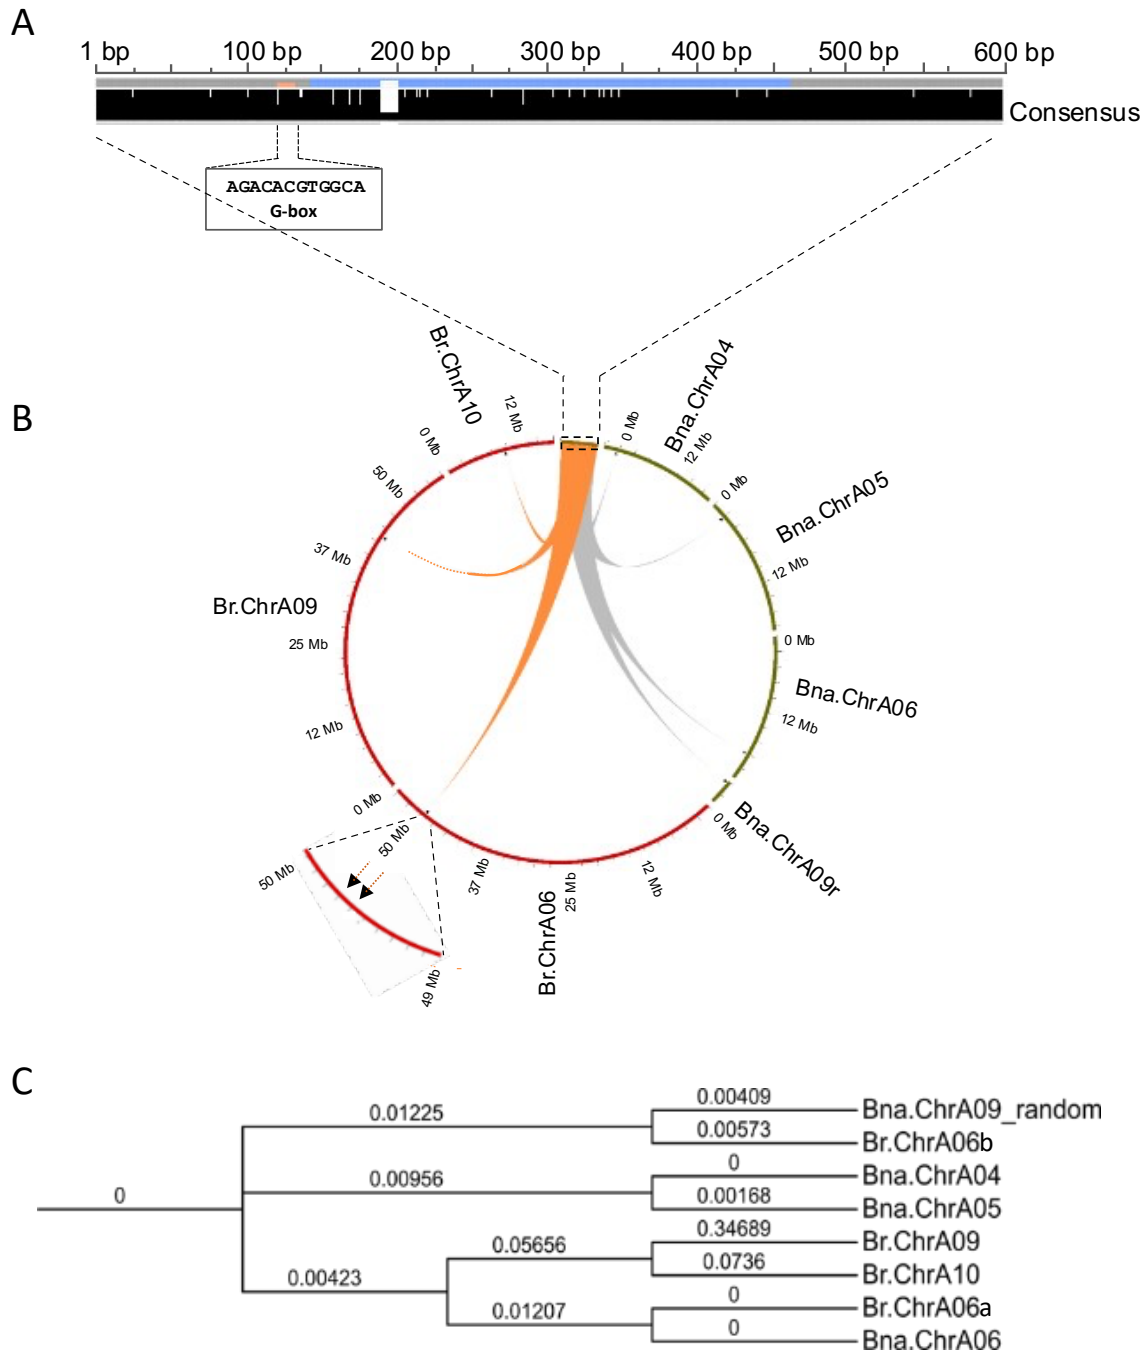 A
1 bp 100 bp 200 bp 300 bp 400 bp 500 bp 600 bp
Consensus
AGACACGTGGCA
G-box
B
Br.ChrA10
12 Mb
0 Mb
Bna.ChrA04
12 Mb
0 Mb
Bna.ChrA05
12 Mb
0 Mb
Bna.ChrA06
12 Mb
Bna.ChrA09r
0 Mb
12 Mb
25 Mb
Br.ChrA06
37 Mb
50 Mb
50 Mb
49 Mb
0 Mb
12 Mb
25 Mb
Br.ChrA09
37 Mb
50 Mb
0 Mb
C
0
0.01225
0.00409
Bna.ChrA09_random
0.00573
Br.ChrA06b
0.00956
0
Bna.ChrA04
0.00168
Bna.ChrA05
0.00423
0.05656
0.34689
Br.ChrA09
0.0736
Br.ChrA10
0.01207
0
Br.ChrA06a
0
Bna.ChrA06